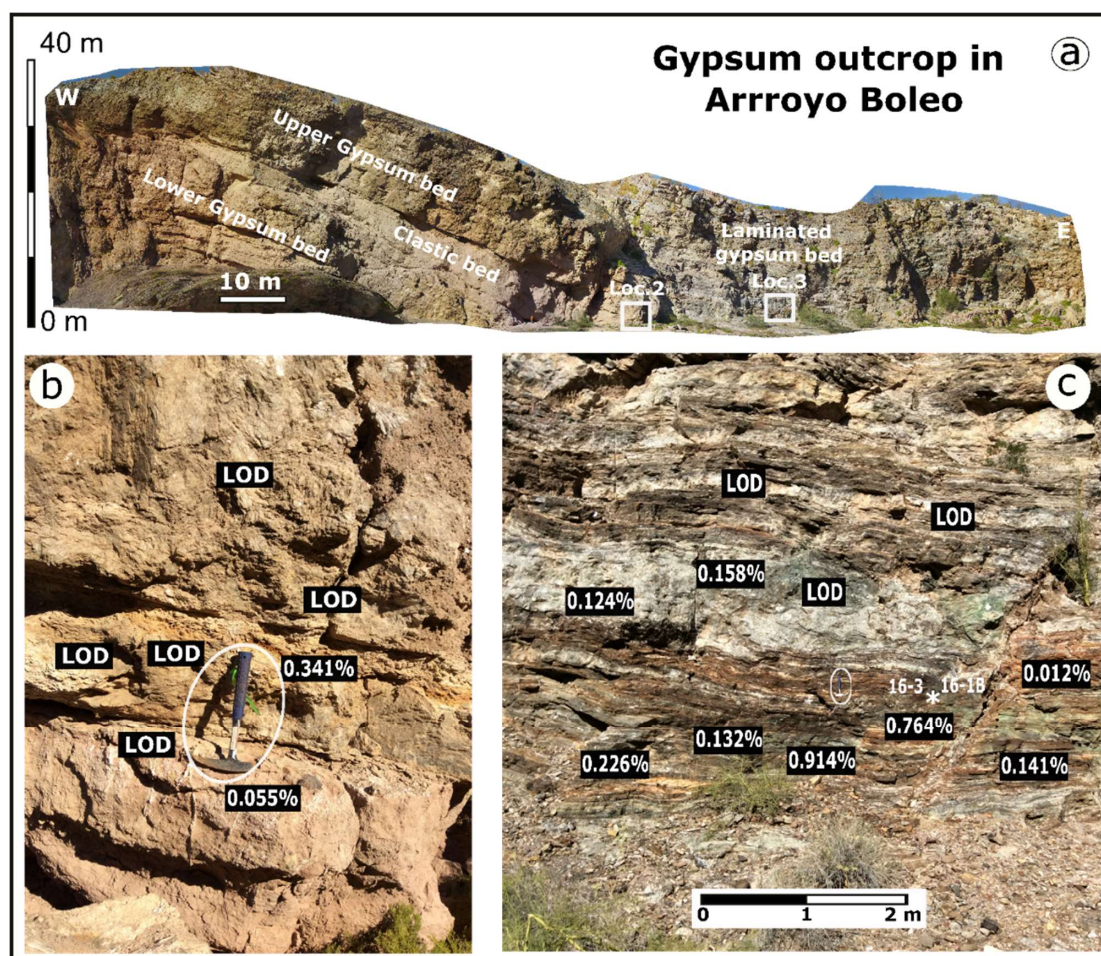 40 m
Gypsum outcrop in
Arrroyo Boleo
a
W
Upper Gypsum bed
Lower Gypsum bed
Clastic bed
Laminated
gypsum bed
E
Loc.2
Loc.3
10 m
0 m
b
LOD
LOD
LOD
LOD
0.341%
LOD
0.055%
c
LOD
LOD
0.158%
LOD
0.124%
0.012%
16-3
16-1B
*
0.764%
0.132%
0.226%
0.914%
0.141%
0
1
2 m